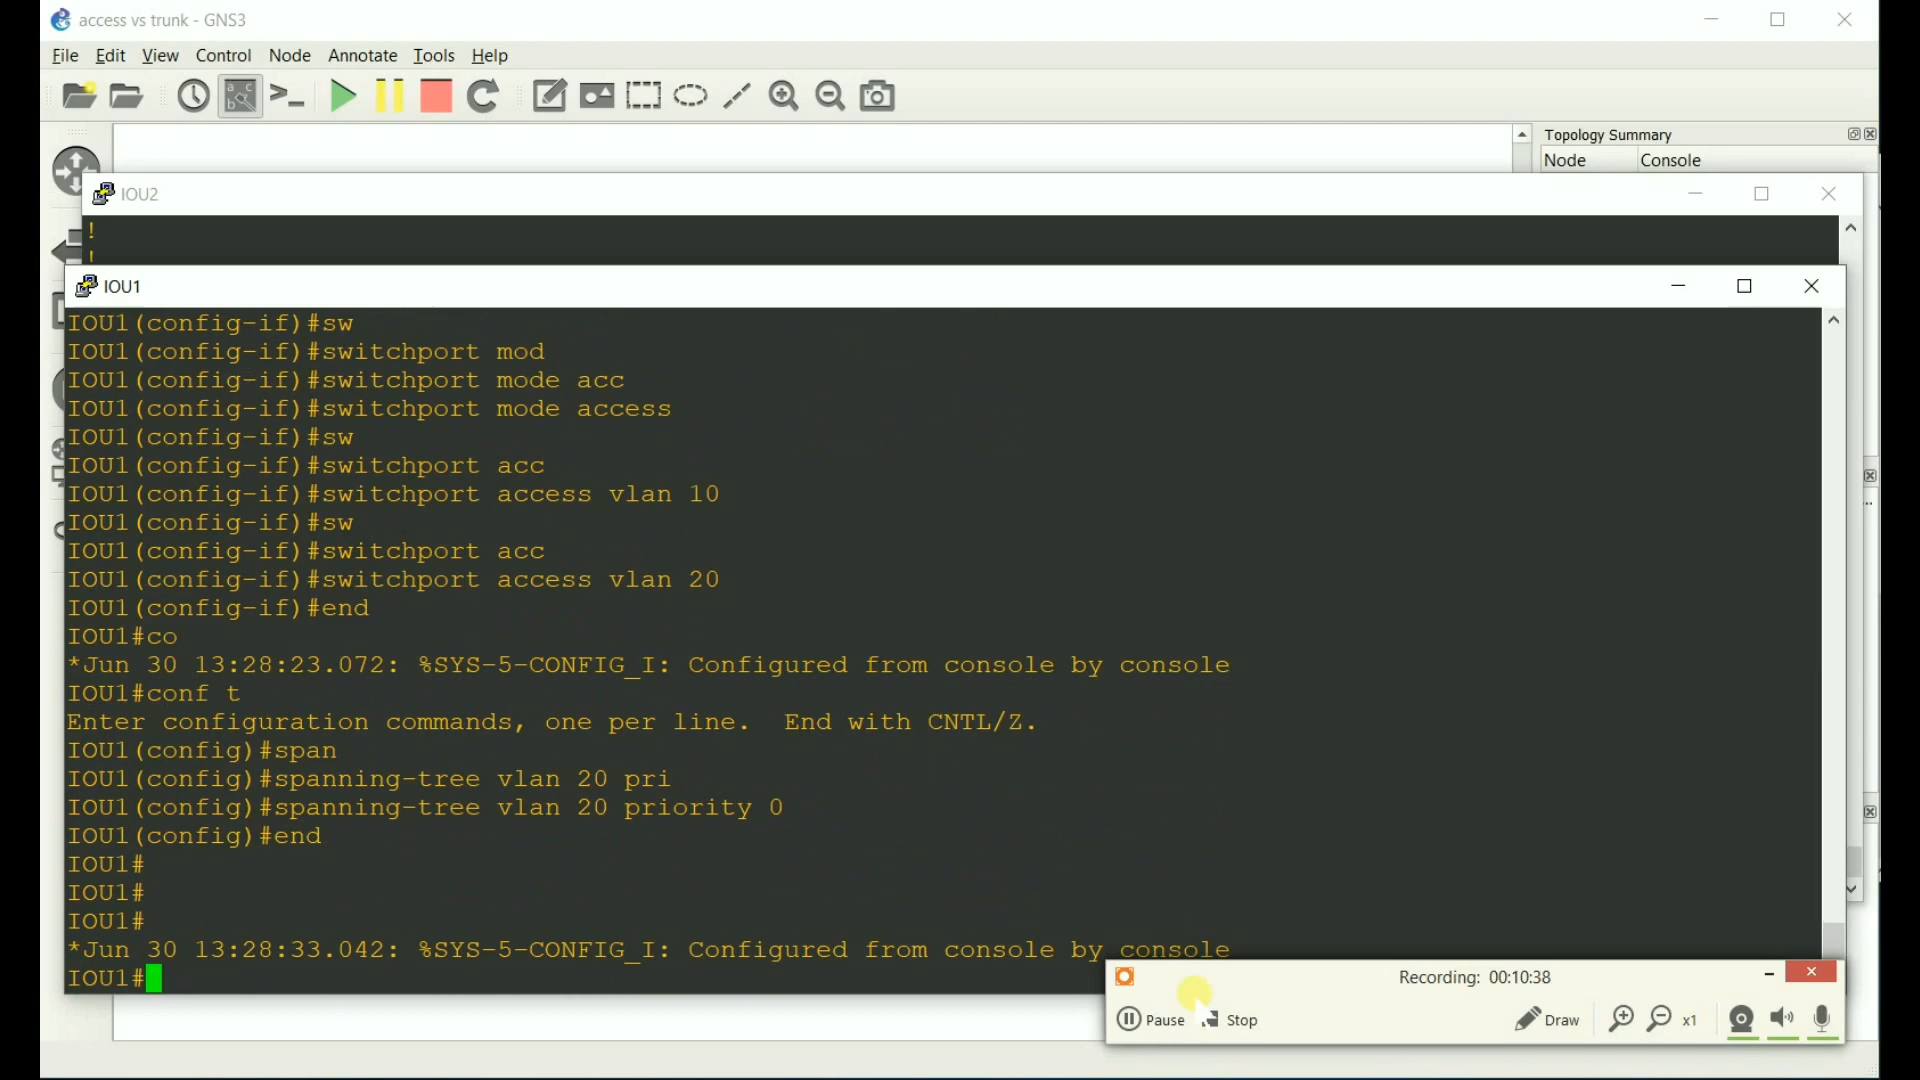 access vs trunk - GNS3
File Edit View Control Node Annotate Tools Help
Topology Summary
Node Console
IOU2
!
!
IOU1
IOU1(config-if)#sw
IOU1(config-if)#switchport mod
IOU1(config-if)#switchport mode acc
IOU1(config-if)#switchport mode access
IOU1(config-if)#sw
IOU1(config-if)#switchport acc
IOU1(config-if)#switchport access vlan 10
IOU1(config-if)#sw
IOU1(config-if)#switchport acc
IOU1(config-if)#switchport access vlan 20
IOU1(config-if)#end
IOU1#co
*Jun 30 13:28:23.072: %SYS-5-CONFIG_I: Configured from console by console
IOU1#conf t
Enter configuration commands, one per line.  End with CNTL/Z.
IOU1(config)#span
IOU1(config)#spanning-tree vlan 20 pri
IOU1(config)#spanning-tree vlan 20 priority 0
IOU1(config)#end
IOU1#
IOU1#
IOU1#
*Jun 30 13:28:33.042: %SYS-5-CONFIG_I: Configured from console by console
IOU1#
Recording: 00:10:38
Pause Stop Draw x1